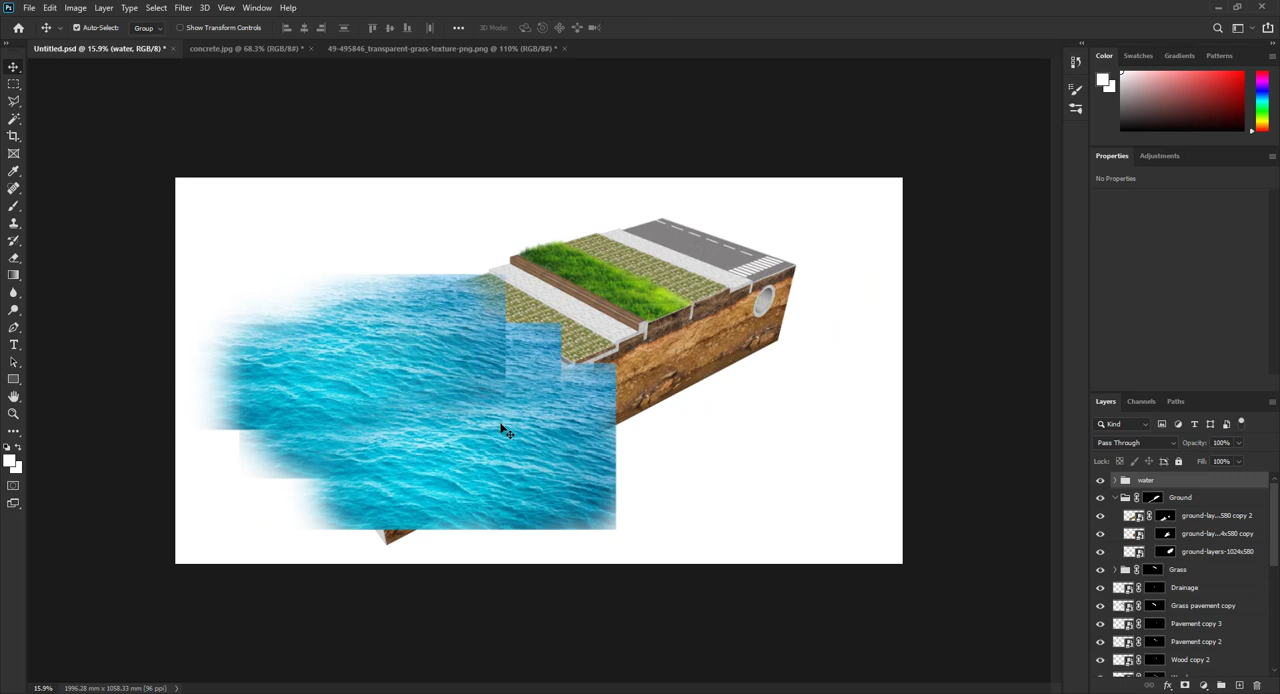 Ps File Edit Image Layer Type Select Filter 3D View Window Help
Auto-Select: Group Show Transform Controls 3D Mode:
Untitled.psd @ 15.9% (water, RGB/8) * × concrete.jpg @ 68.3% (RGB/8#) * × 49-495846_transparent-grass-texture-png.png @ 110% (RGB/8#) * ×
Color Swatches Gradients Patterns
Properties Adjustments
No Properties
Layers Channels Paths
Kind
Pass Through Opacity: 100%
Lock: Fill: 100%
water
Ground
ground-lay...580 copy 2
ground-lay...4x580 copy
ground-layers-1024x580
Grass
Drainage
Grass pavement copy
Pavement copy 3
Pavement copy 2
Wood copy 2
15.9% 1996.28 mm x 1058.33 mm (96 ppi)